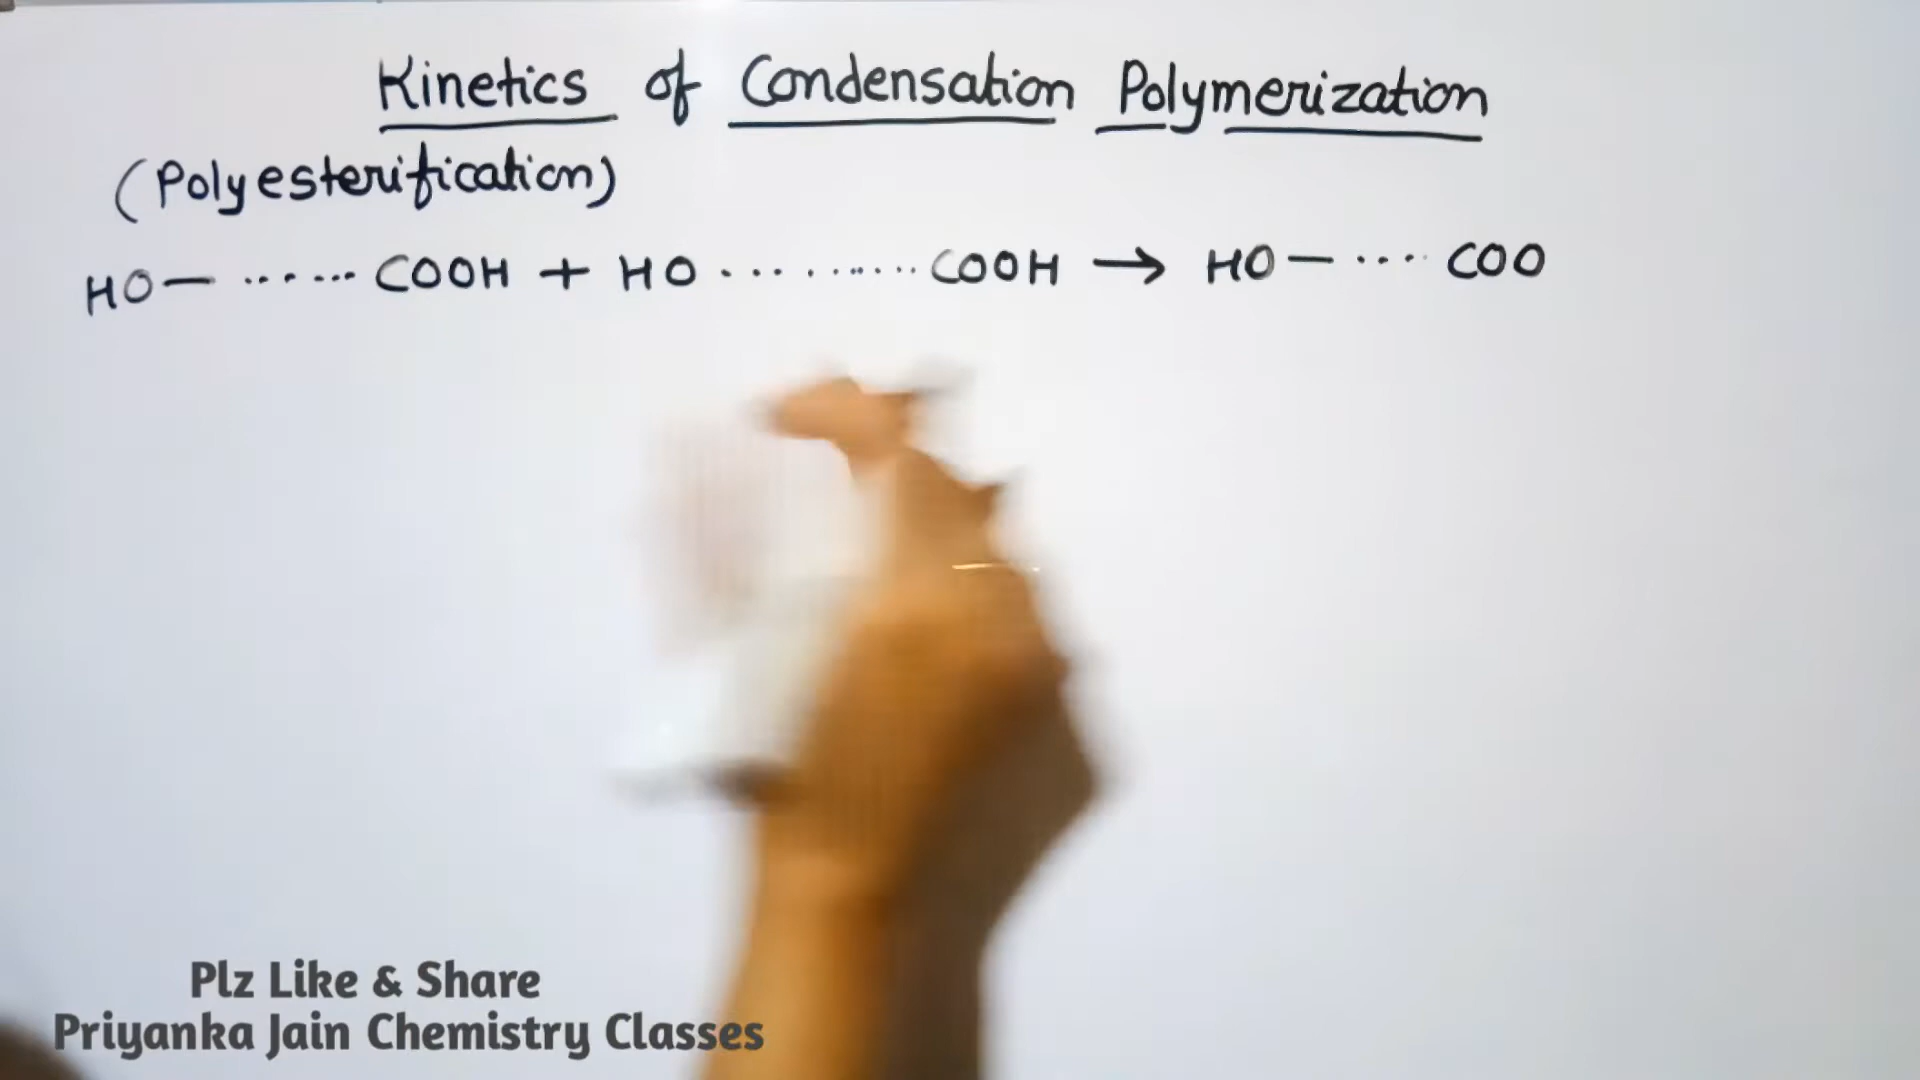 Kinetics of Condensation Polymerization
(Polyesterification)
HO— ....... COOH + HO .......... COOH → HO— .... COO
Plz Like & Share
Priyanka Jain Chemistry Classes